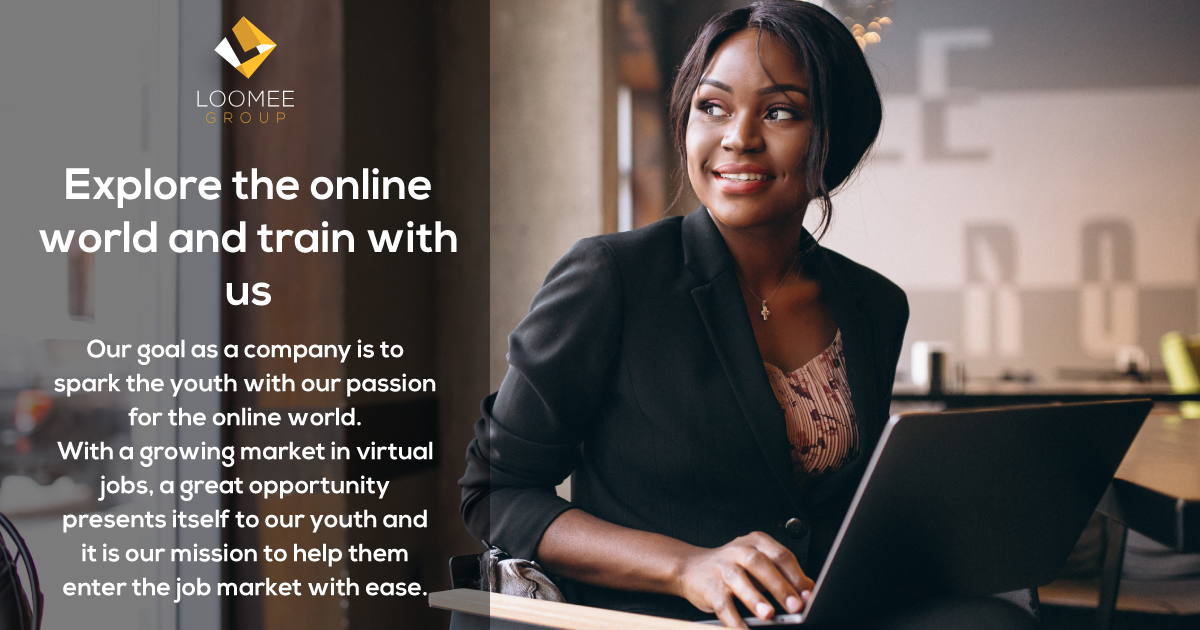 LOOMEE
GROUP
Explore the online
world and train with
us
Our goal as a company is to
spark the youth with our passion
for the online world.
With a growing market in virtual
jobs, a great opportunity
presents itself to our youth and
it is our mission to help them
enter the job market with ease.